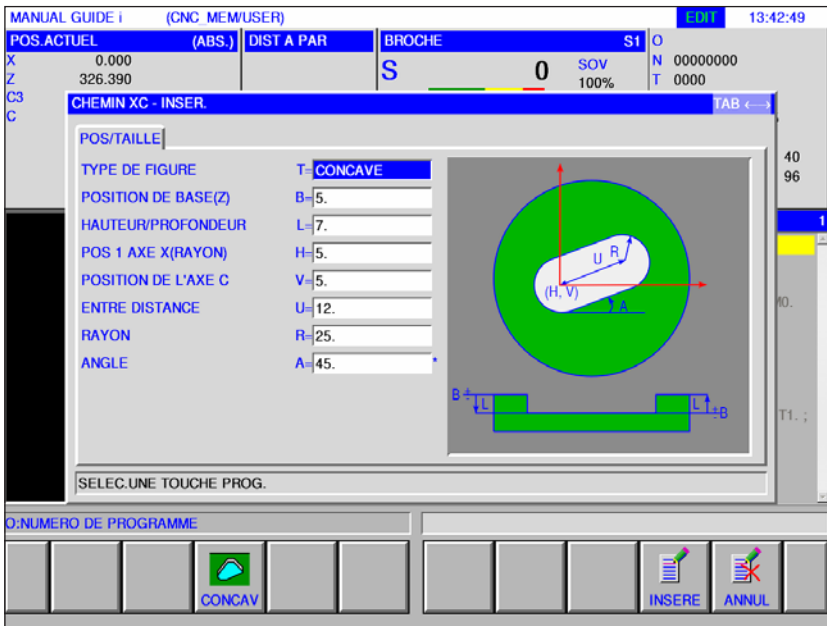 MANUAL GUIDE i (CNC_MEM/USER) EDIT 13:42:49
POS.ACTUEL (ABS.) DIST A PAR BROCHE S1 O
X 0.000 N 00000000
Z 326.390 S 0 SOV T 0000
100%
C3
C
CHEMIN XC - INSER. TAB ←→
POS/TAILLE
TYPE DE FIGURE T=CONCAVE
POSITION DE BASE(Z) B=5.
HAUTEUR/PROFONDEUR L=7.
POS 1 AXE X(RAYON) H=5.
POSITION DE L'AXE C V=5.
ENTRE DISTANCE U=12.
RAYON R=25.
ANGLE A=45. *
U R
(H, V)
A
B ± L L ± B
40
96
1
M0.
T1. ;
SELEC.UNE TOUCHE PROG.
O:NUMERO DE PROGRAMME
CONCAV INSERE ANNUL